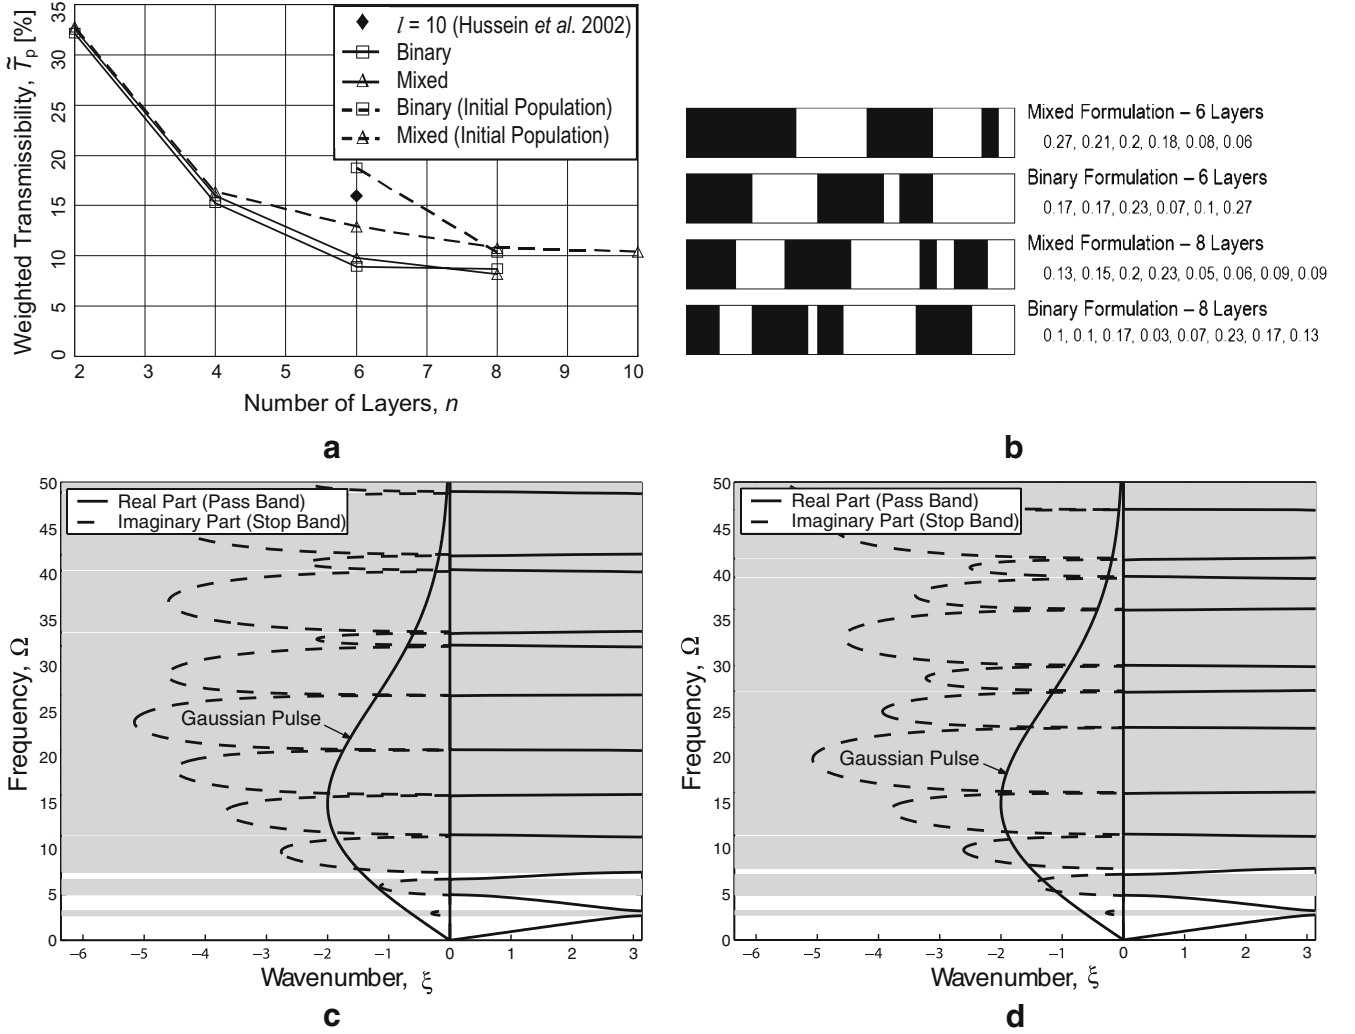 35
30
25
20
15
10
5
0
Weighted Transmissibility, T̃p [%]
l = 10 (Hussein et al. 2002)
Binary
Mixed
Binary (Initial Population)
Mixed (Initial Population)
2 3 4 5 6 7 8 9 10
Number of Layers, n
a
Mixed Formulation – 6 Layers
0.27, 0.21, 0.2, 0.18, 0.08, 0.06
Binary Formulation – 6 Layers
0.17, 0.17, 0.23, 0.07, 0.1, 0.27
Mixed Formulation – 8 Layers
0.13, 0.15, 0.2, 0.23, 0.05, 0.06, 0.09, 0.09
Binary Formulation – 8 Layers
0.1, 0.1, 0.17, 0.03, 0.07, 0.23, 0.17, 0.13
b
50
45
40
35
30
25
20
15
10
5
0
Frequency, Ω
Real Part (Pass Band)
Imaginary Part (Stop Band)
Gaussian Pulse
–6 –5 –4 –3 –2 –1 0 1 2 3
Wavenumber, ξ
c
50
45
40
35
30
25
20
15
10
5
0
Frequency, Ω
Real Part (Pass Band)
Imaginary Part (Stop Band)
Gaussian Pulse
–6 –5 –4 –3 –2 –1 0 1 2 3
Wavenumber, ξ
d